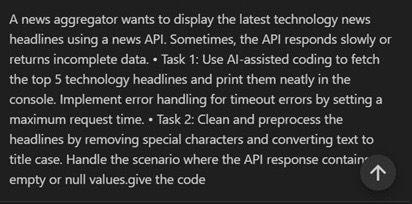 A news aggregator wants to display the latest technology news
headlines using a news API. Sometimes, the API responds slowly or
returns incomplete data. • Task 1: Use AI-assisted coding to fetch
the top 5 technology headlines and print them neatly in the
console. Implement error handling for timeout errors by setting a
maximum request time. • Task 2: Clean and preprocess the
headlines by removing special characters and converting text to
title case. Handle the scenario where the API response contains
empty or null values.give the code